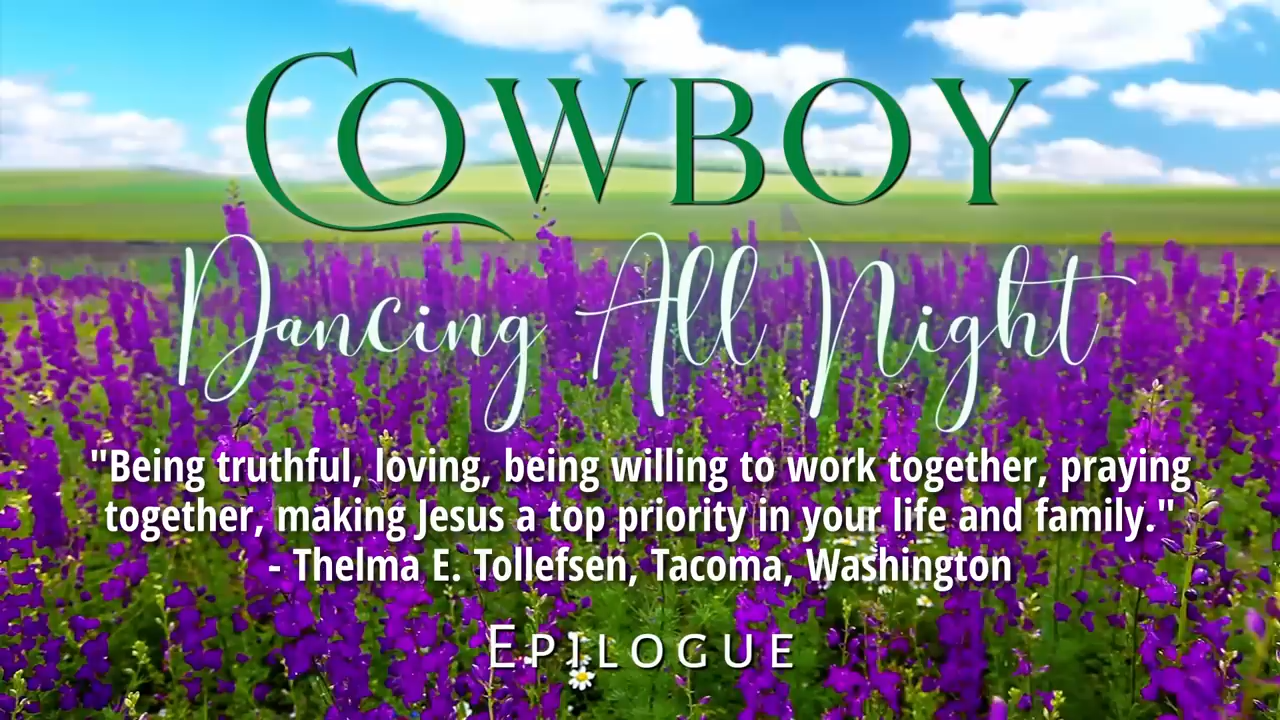 COWBOY
Dancing All Night
"Being truthful, loving, being willing to work together, praying
together, making Jesus a top priority in your life and family."
- Thelma E. Tollefsen, Tacoma, Washington
EPILOGUE